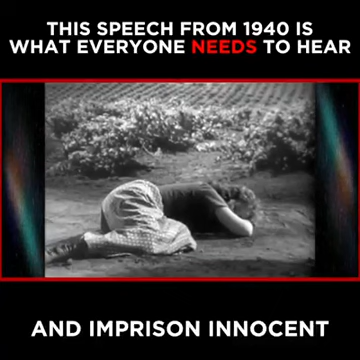 THIS SPEECH FROM 1940 IS
WHAT EVERYONE NEEDS TO HEAR
AND IMPRISON INNOCENT